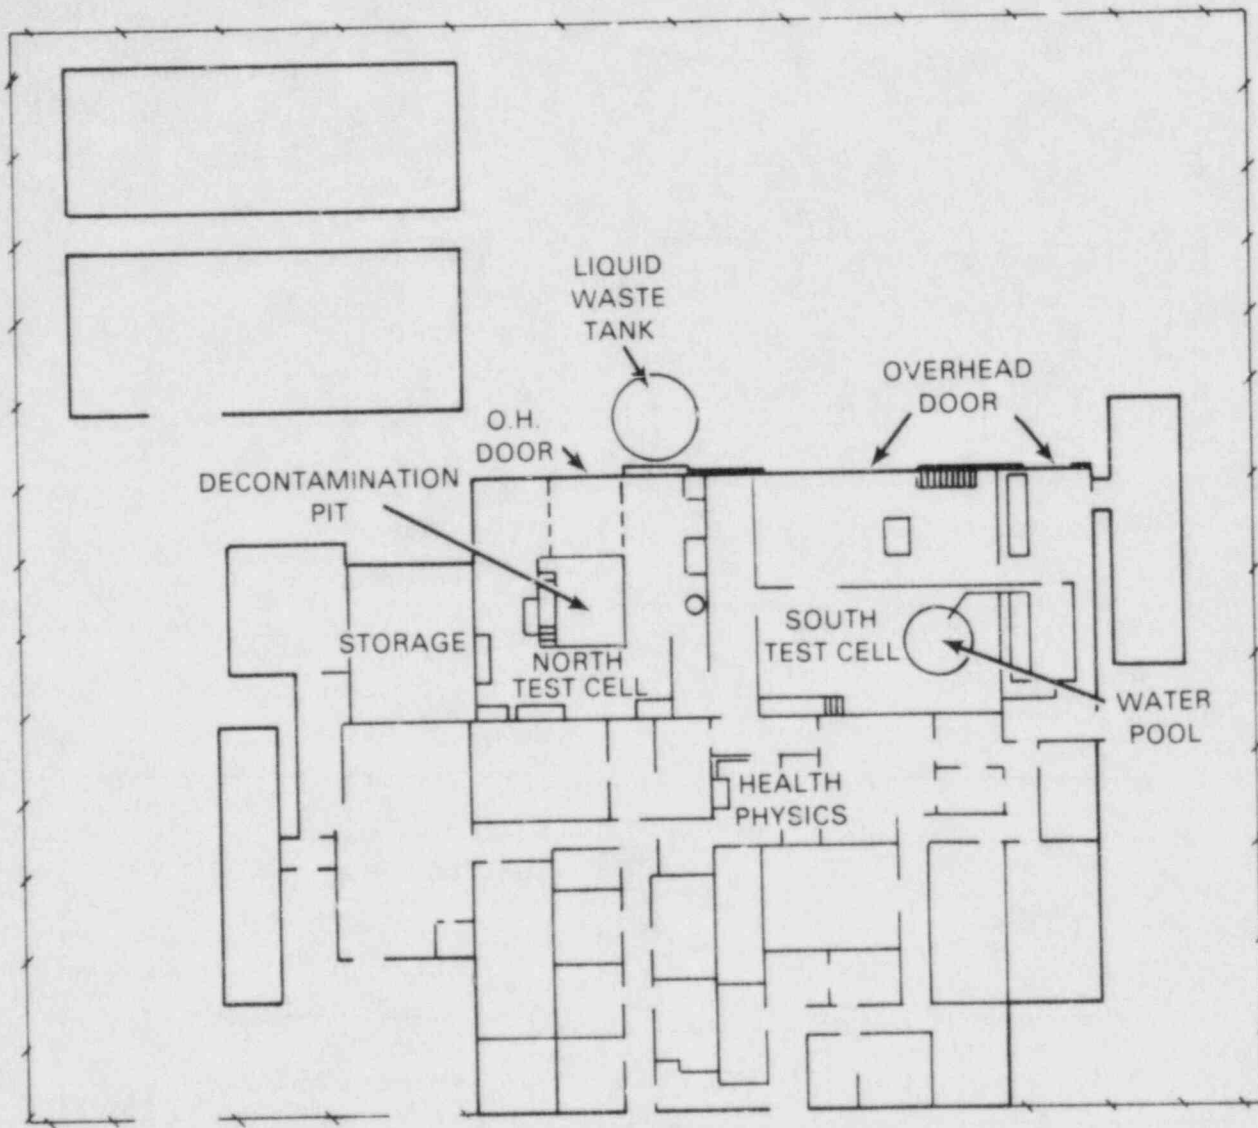 LIQUID
WASTE
TANK
OVERHEAD
DOOR
O.H.
DOOR
DECONTAMINATION
PIT
STORAGE
NORTH
TEST CELL
SOUTH
TEST CELL
WATER
POOL
HEALTH
PHYSICS